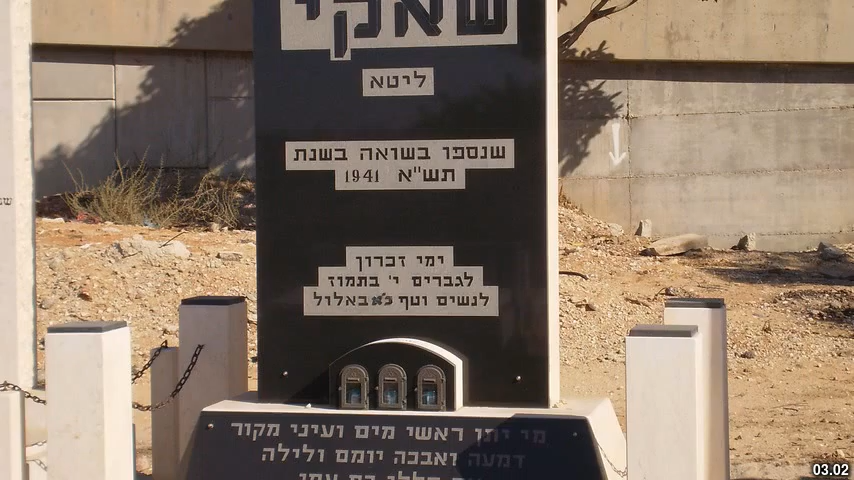 שאקי
ליטא
שנספו בשואה בשנת
תש"א 1941
ימי זכרון
לגברים י' בתמוז
לנשים וטף באלול
מי יתן ראשי מים ועיני מקור
דמעה ואבכה יומם ולילה
03.02